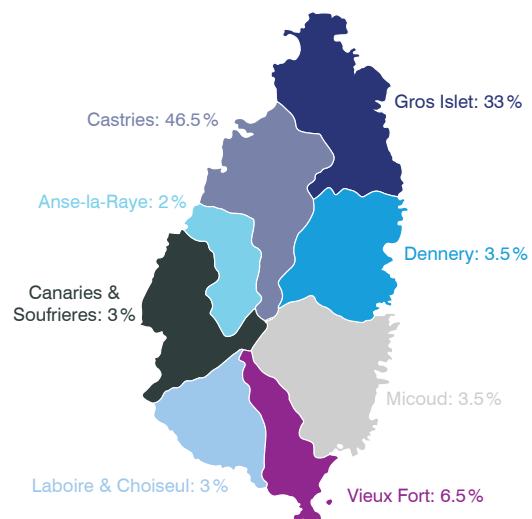 Gros Islet: 33 %
Castries: 46.5 %
Anse-la-Raye: 2 %
Dennery: 3.5 %
Canaries &
Soufrieres: 3 %
Micoud: 3.5 %
Laboire & Choiseul: 3 %
Vieux Fort: 6.5 %